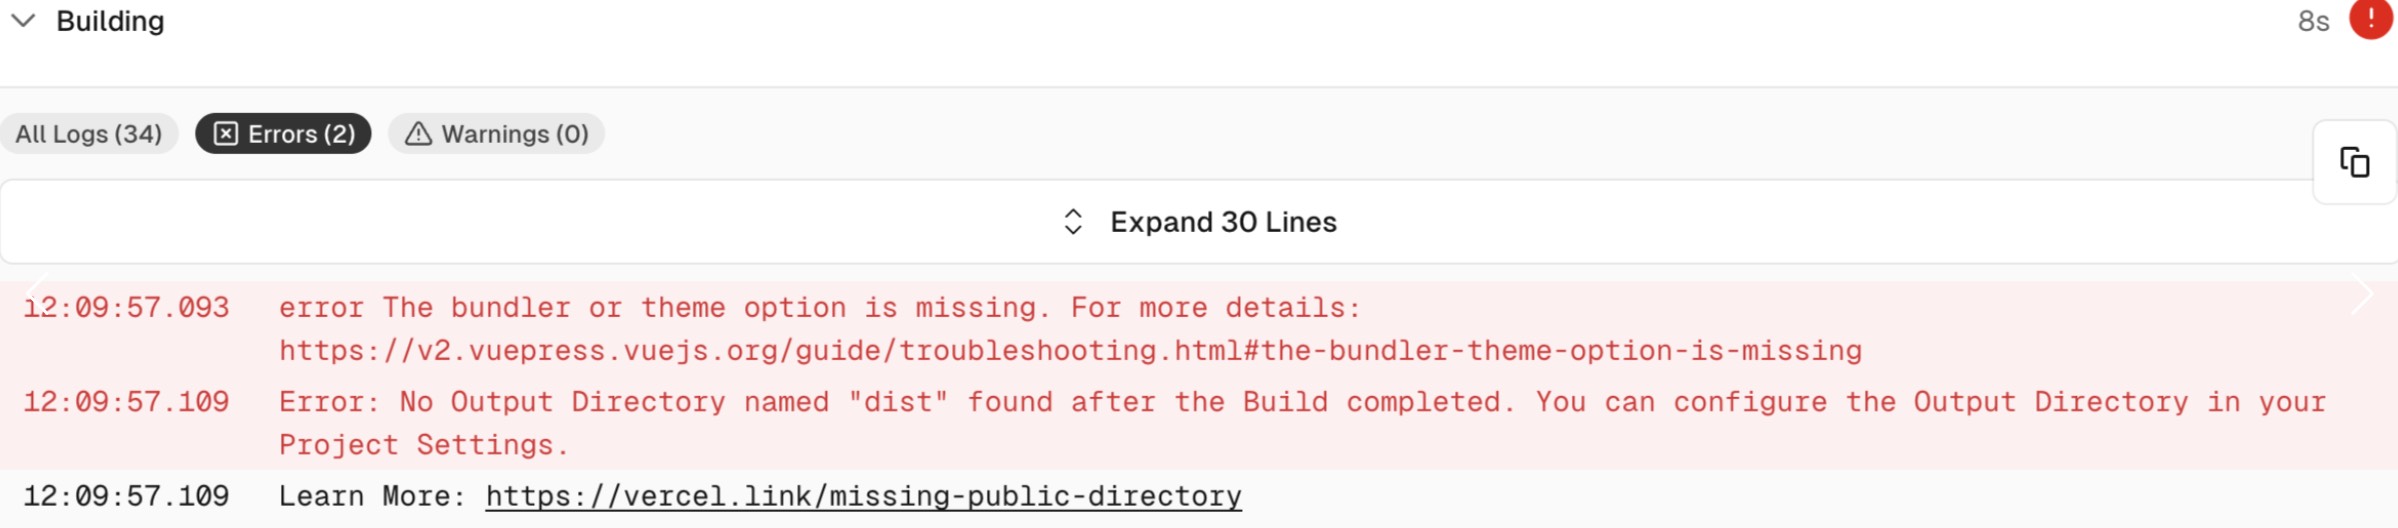 Building
8s
All Logs (34) Errors (2) Warnings (0)
Expand 30 Lines
12:09:57.093 error The bundler or theme option is missing. For more details:
https://v2.vuepress.vuejs.org/guide/troubleshooting.html#the-bundler-theme-option-is-missing
12:09:57.109 Error: No Output Directory named "dist" found after the Build completed. You can configure the Output Directory in your
Project Settings.
12:09:57.109 Learn More: https://vercel.link/missing-public-directory